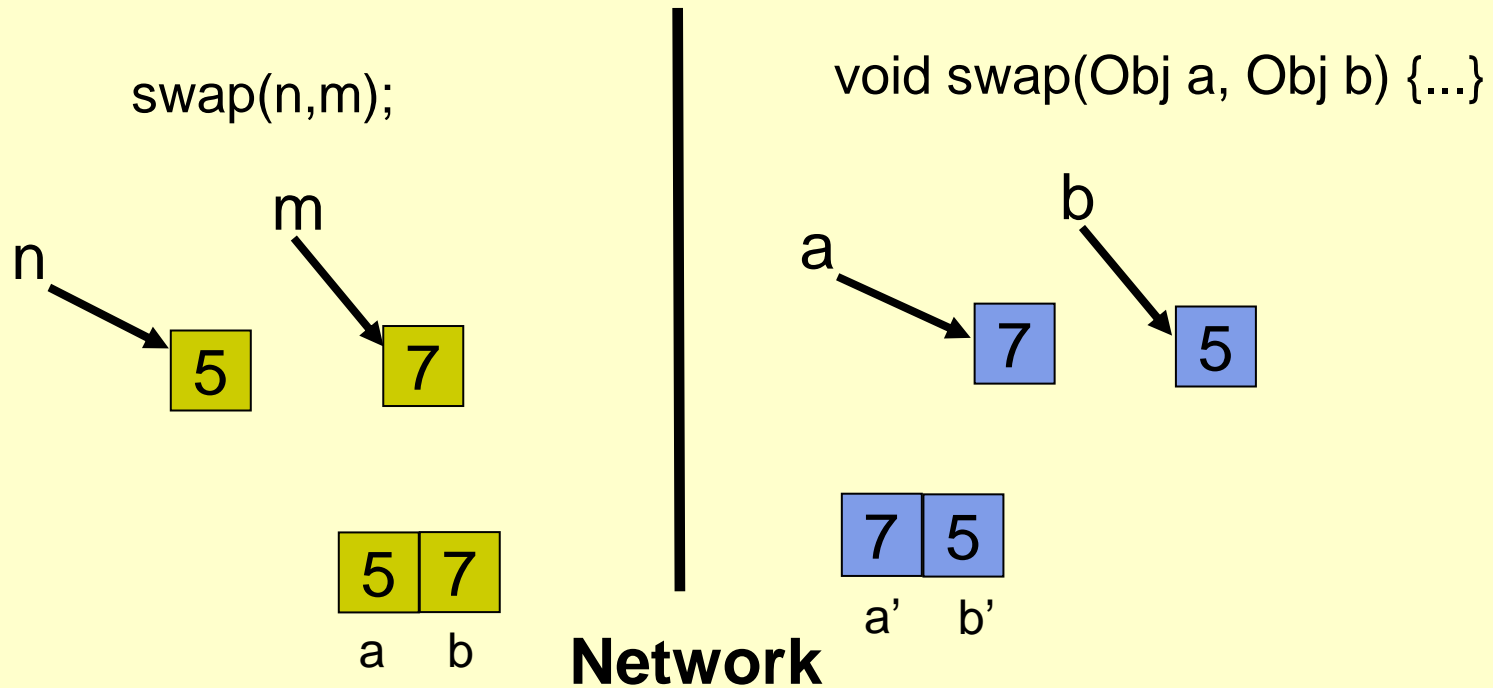 swap(n,m);
void swap(Obj a, Obj b) {...}
n
m
5
7
a
b
7
5
5 7
a b
7 5
a’ b’
Network